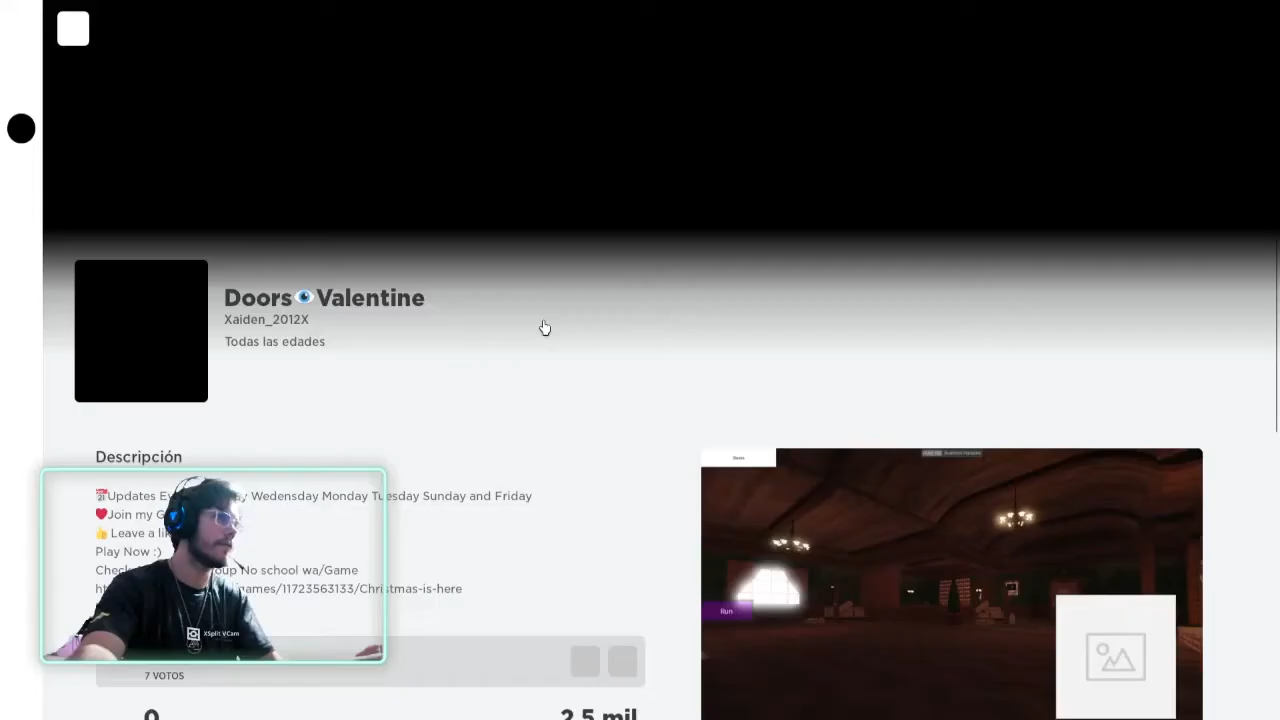 Doors👁Valentine
Xaiden_2012X
Todas las edades
Descripción
Updates Ev Wedensday Monday Tuesday Sunday and Friday
Join my G
Leave a li
Play Now :)
Check oup No school wa/Game
ht ames/11723563133/Christmas-is-here
7 VOTOS
0 2.5 mil
Doors
Run
XSplit VCam